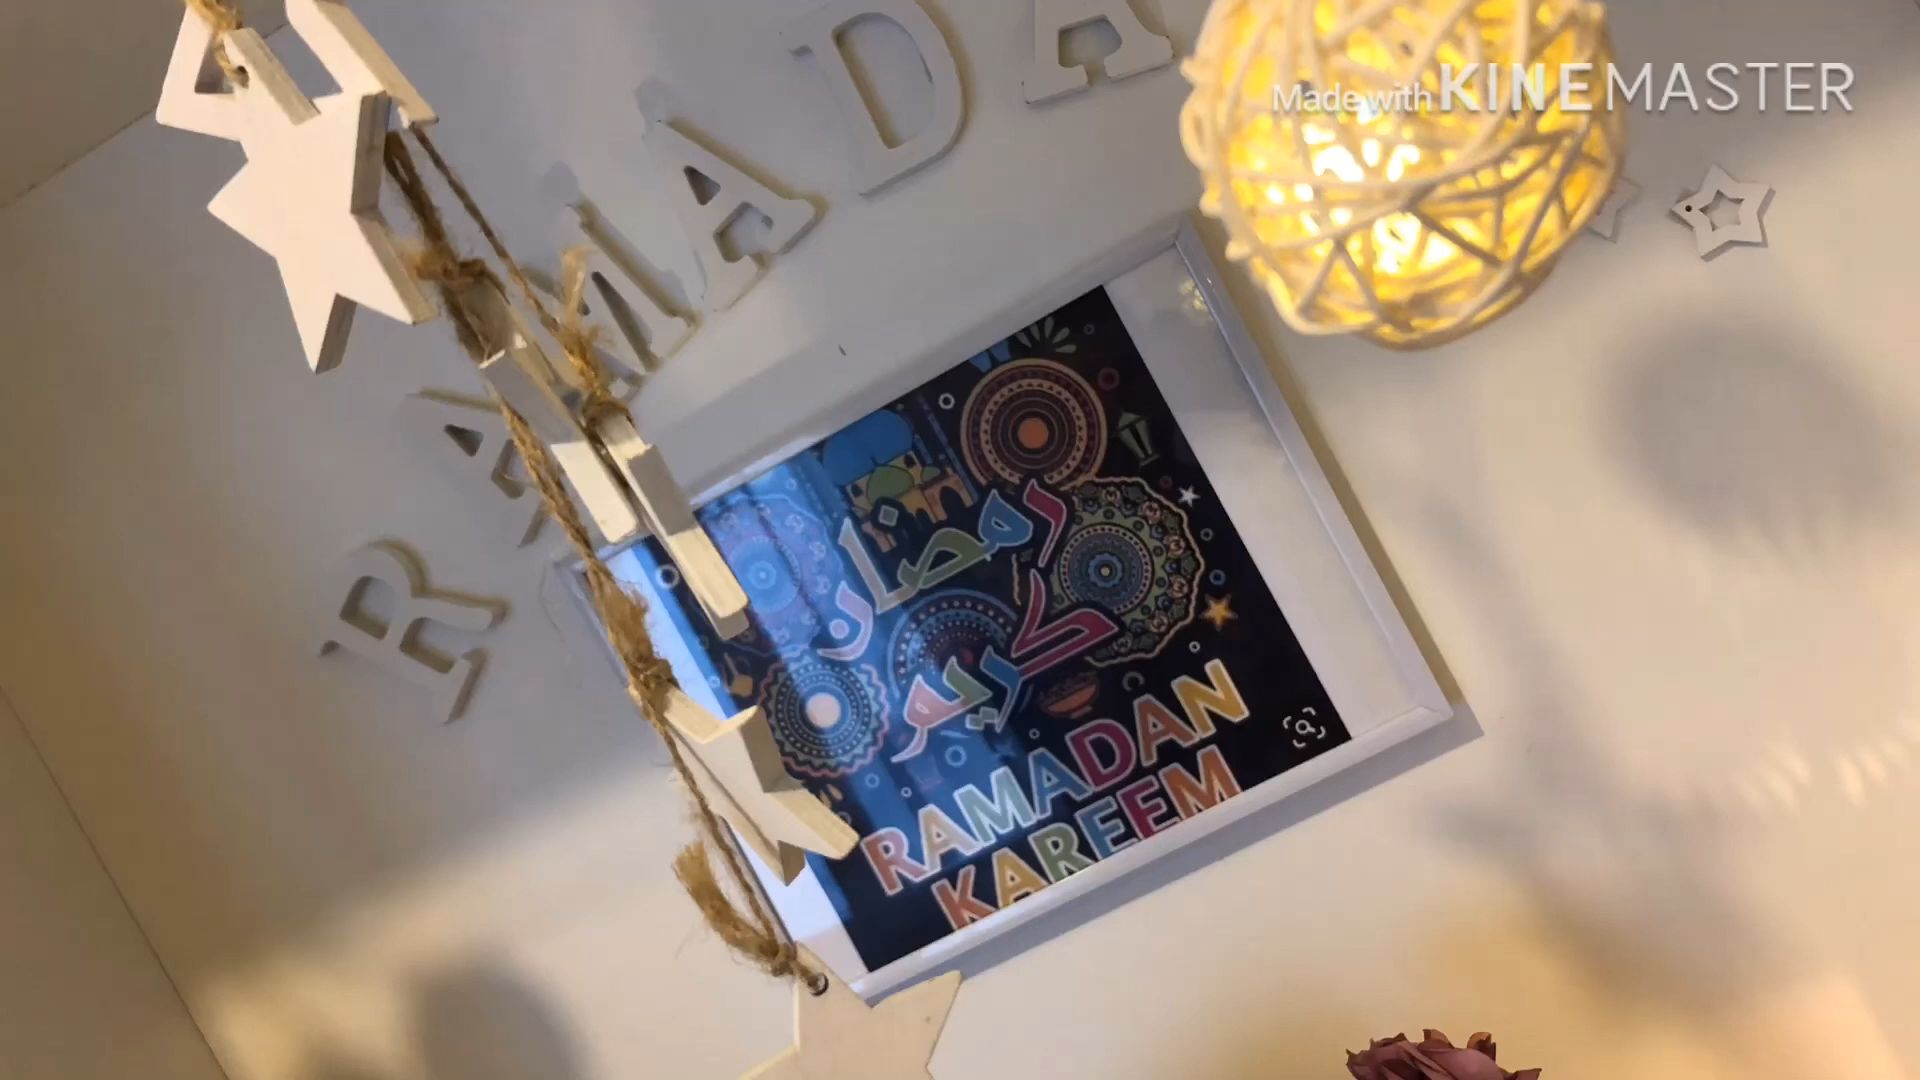 Made with KINEMASTER
RAMADA
رمضان
كريم
RAMADAN
KAREEM